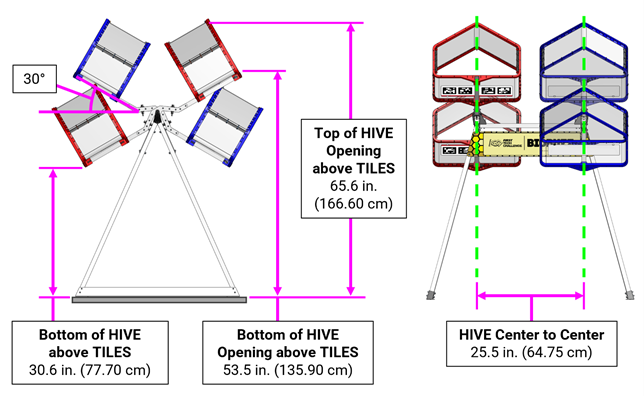 30°
Top of HIVE
Opening
above TILES
65.6 in.
(166.60 cm)
Bottom of HIVE
above TILES
30.6 in. (77.70 cm)
Bottom of HIVE
Opening above TILES
53.5 in. (135.90 cm)
HIVE Center to Center
25.5 in. (64.75 cm)